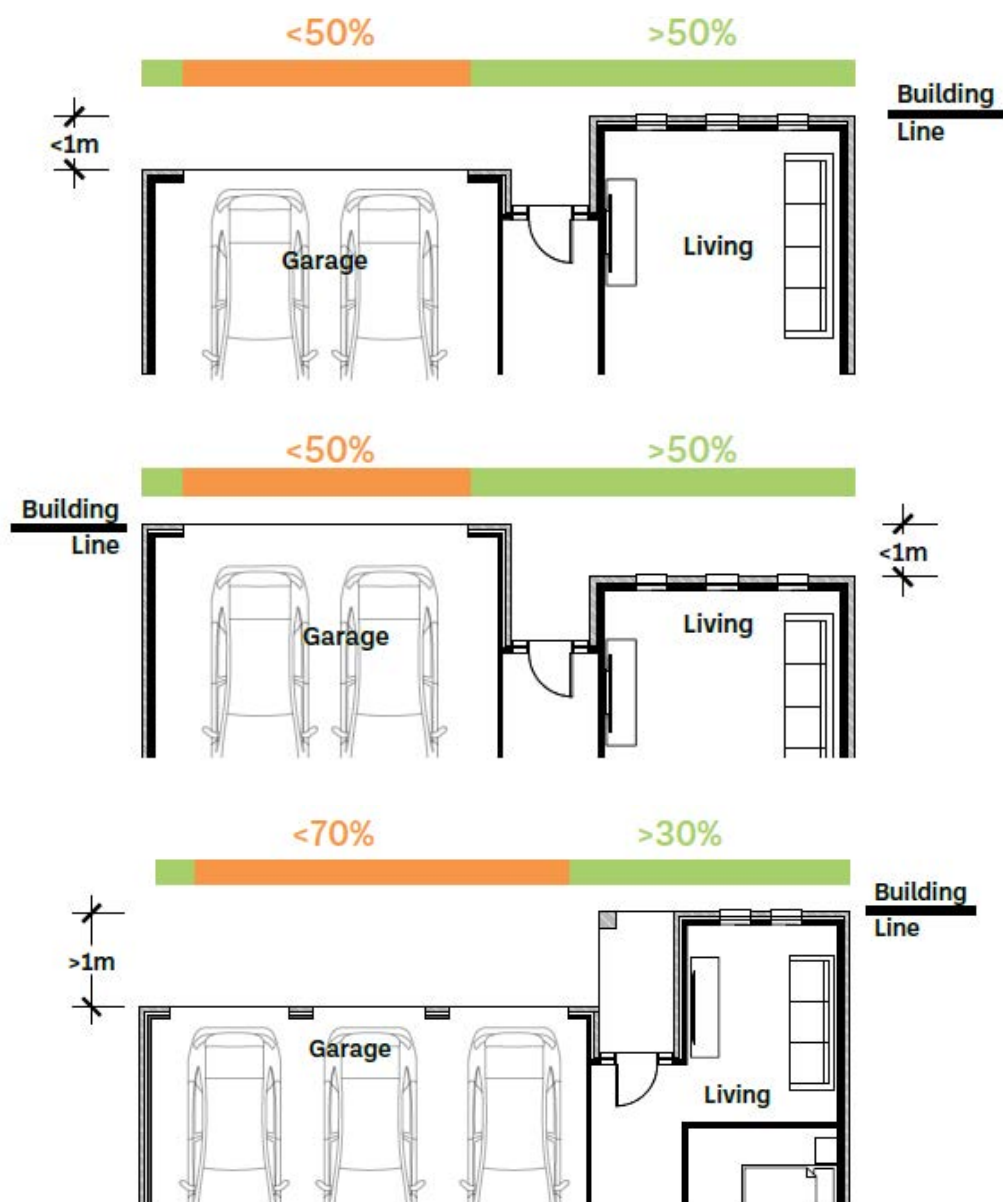 <50%
>50%
Building
Line
<1m
Garage
Living
<50%
>50%
Building
Line
<1m
Garage
Living
<70%
>30%
Building
Line
>1m
Garage
Living